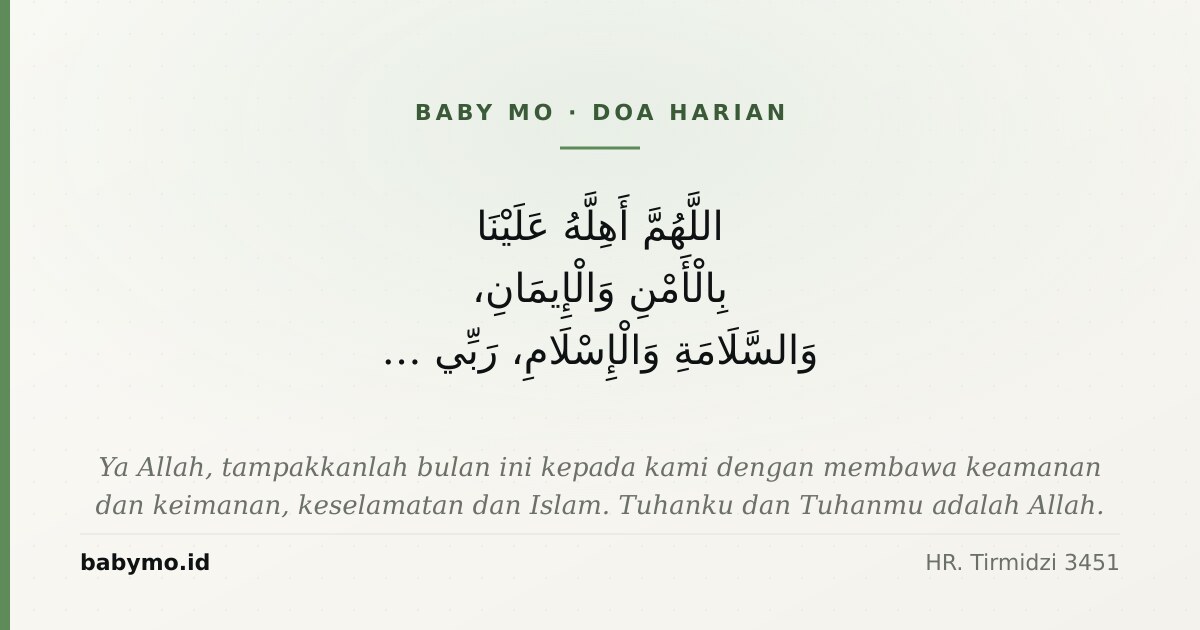 BABY MO · DOA HARIAN
اللَّهُمَّ أَهِلَّهُ عَلَيْنَا
بِالْأَمْنِ وَالْإِيمَانِ،
وَالسَّلَامَةِ وَالْإِسْلَامِ، رَبِّي ...
Ya Allah, tampakkanlah bulan ini kepada kami dengan membawa keamanan
dan keimanan, keselamatan dan Islam. Tuhanku dan Tuhanmu adalah Allah.
babymo.id
HR. Tirmidzi 3451